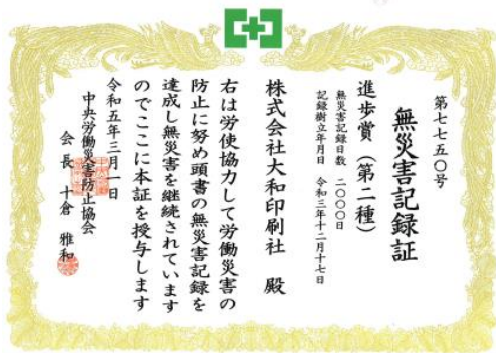 第七七五〇号
無災害記録証
進歩賞（第二種）
無災害記録日数 二〇〇〇日
記録樹立年月日 令和三年十二月十七日
株式会社大和印刷社 殿
右は労使協力して労働災害の
防止に努め頭書の無災害記録を
達成し無災害を継続されています
のでここに本証を授与します
令和五年三月一日
中央労働災害防止協会
会長 十倉 雅和